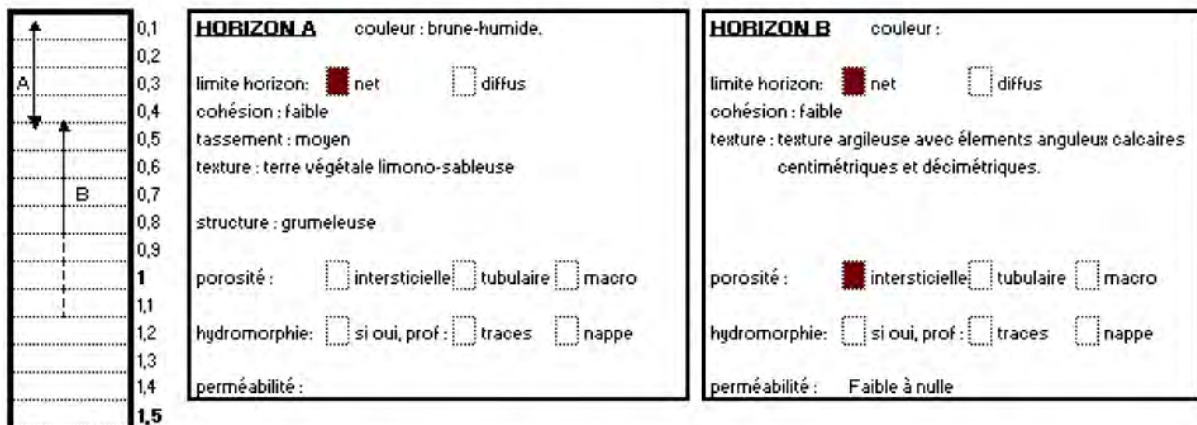 0,1
0,2
0,3
0,4
0,5
0,6
0,7
0,8
0,9
1
1,1
1,2
1,3
1,4
1,5
A
B
HORIZON A couleur : brune-humide.
limite horizon: net diffus
cohésion : faible
tassement : moyen
texture : terre végétale limono-sableuse
structure : grumeleuse
porosité : intersticielle tubulaire macro
hydromorphie: si oui, prof : traces nappe
perméabilité :
HORIZON B couleur :
limite horizon: net diffus
cohésion : faible
texture : texture argileuse avec élements anguleux calcaires
centimétriques et décimétriques.
porosité : intersticielle tubulaire macro
hydromorphie: si oui, prof : traces nappe
perméabilité : Faible à nulle